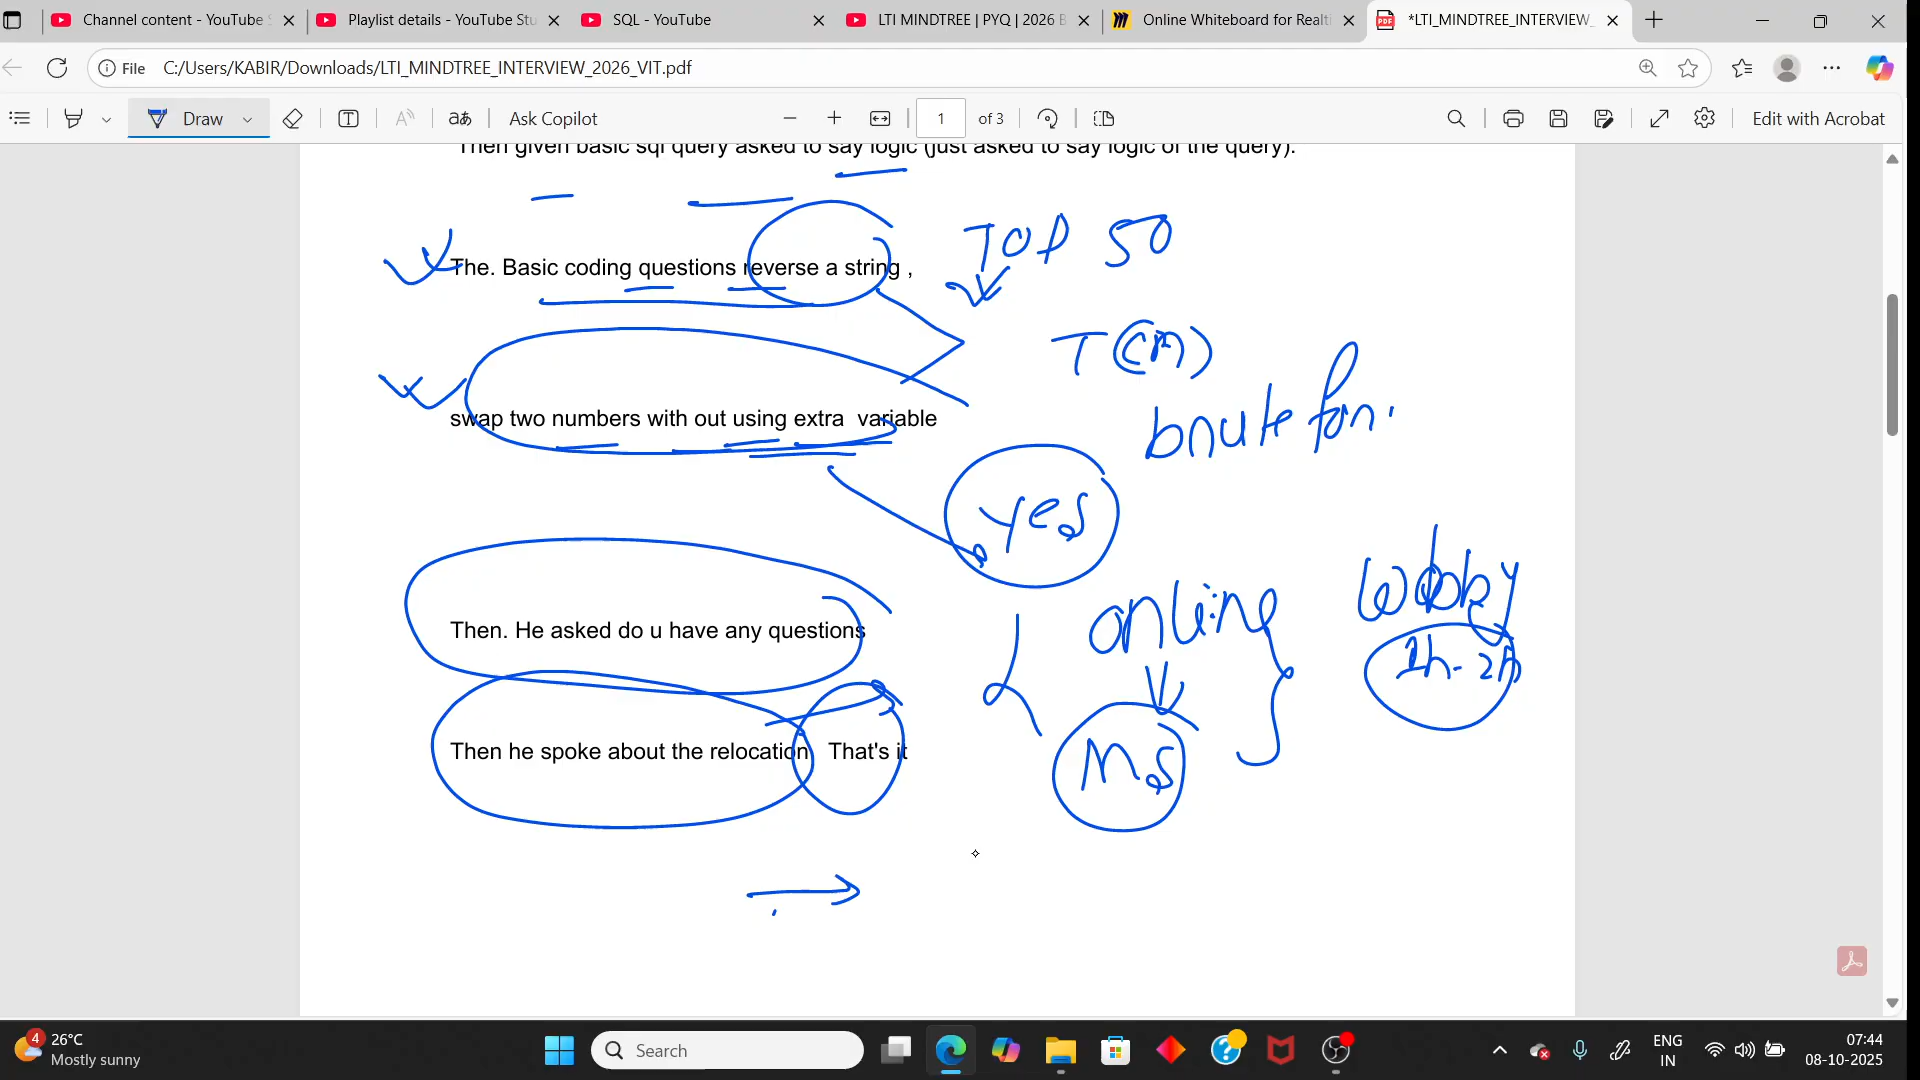 Channel content - YouTube S
Playlist details - YouTube Stu
SQL - YouTube
LTI MINDTREE | PYQ | 2026 B
Online Whiteboard for Realti
*LTI_MINDTREE_INTERVIEW_
File C:/Users/KABIR/Downloads/LTI_MINDTREE_INTERVIEW_2026_VIT.pdf
Draw
aあ
Ask Copilot
1 of 3
Edit with Acrobat
Then given basic sql query asked to say logic (just asked to say logic of the query).
TOP 50
The. Basic coding questions reverse a string ,
T(n)
brute for.
swap two numbers with out using extra variable
yes
online
1h - 2h
Then. He asked do u have any questions
Ms
Then he spoke about the relocation That's it
4
26°C
Mostly sunny
Search
ENG
IN
07:44
08-10-2025